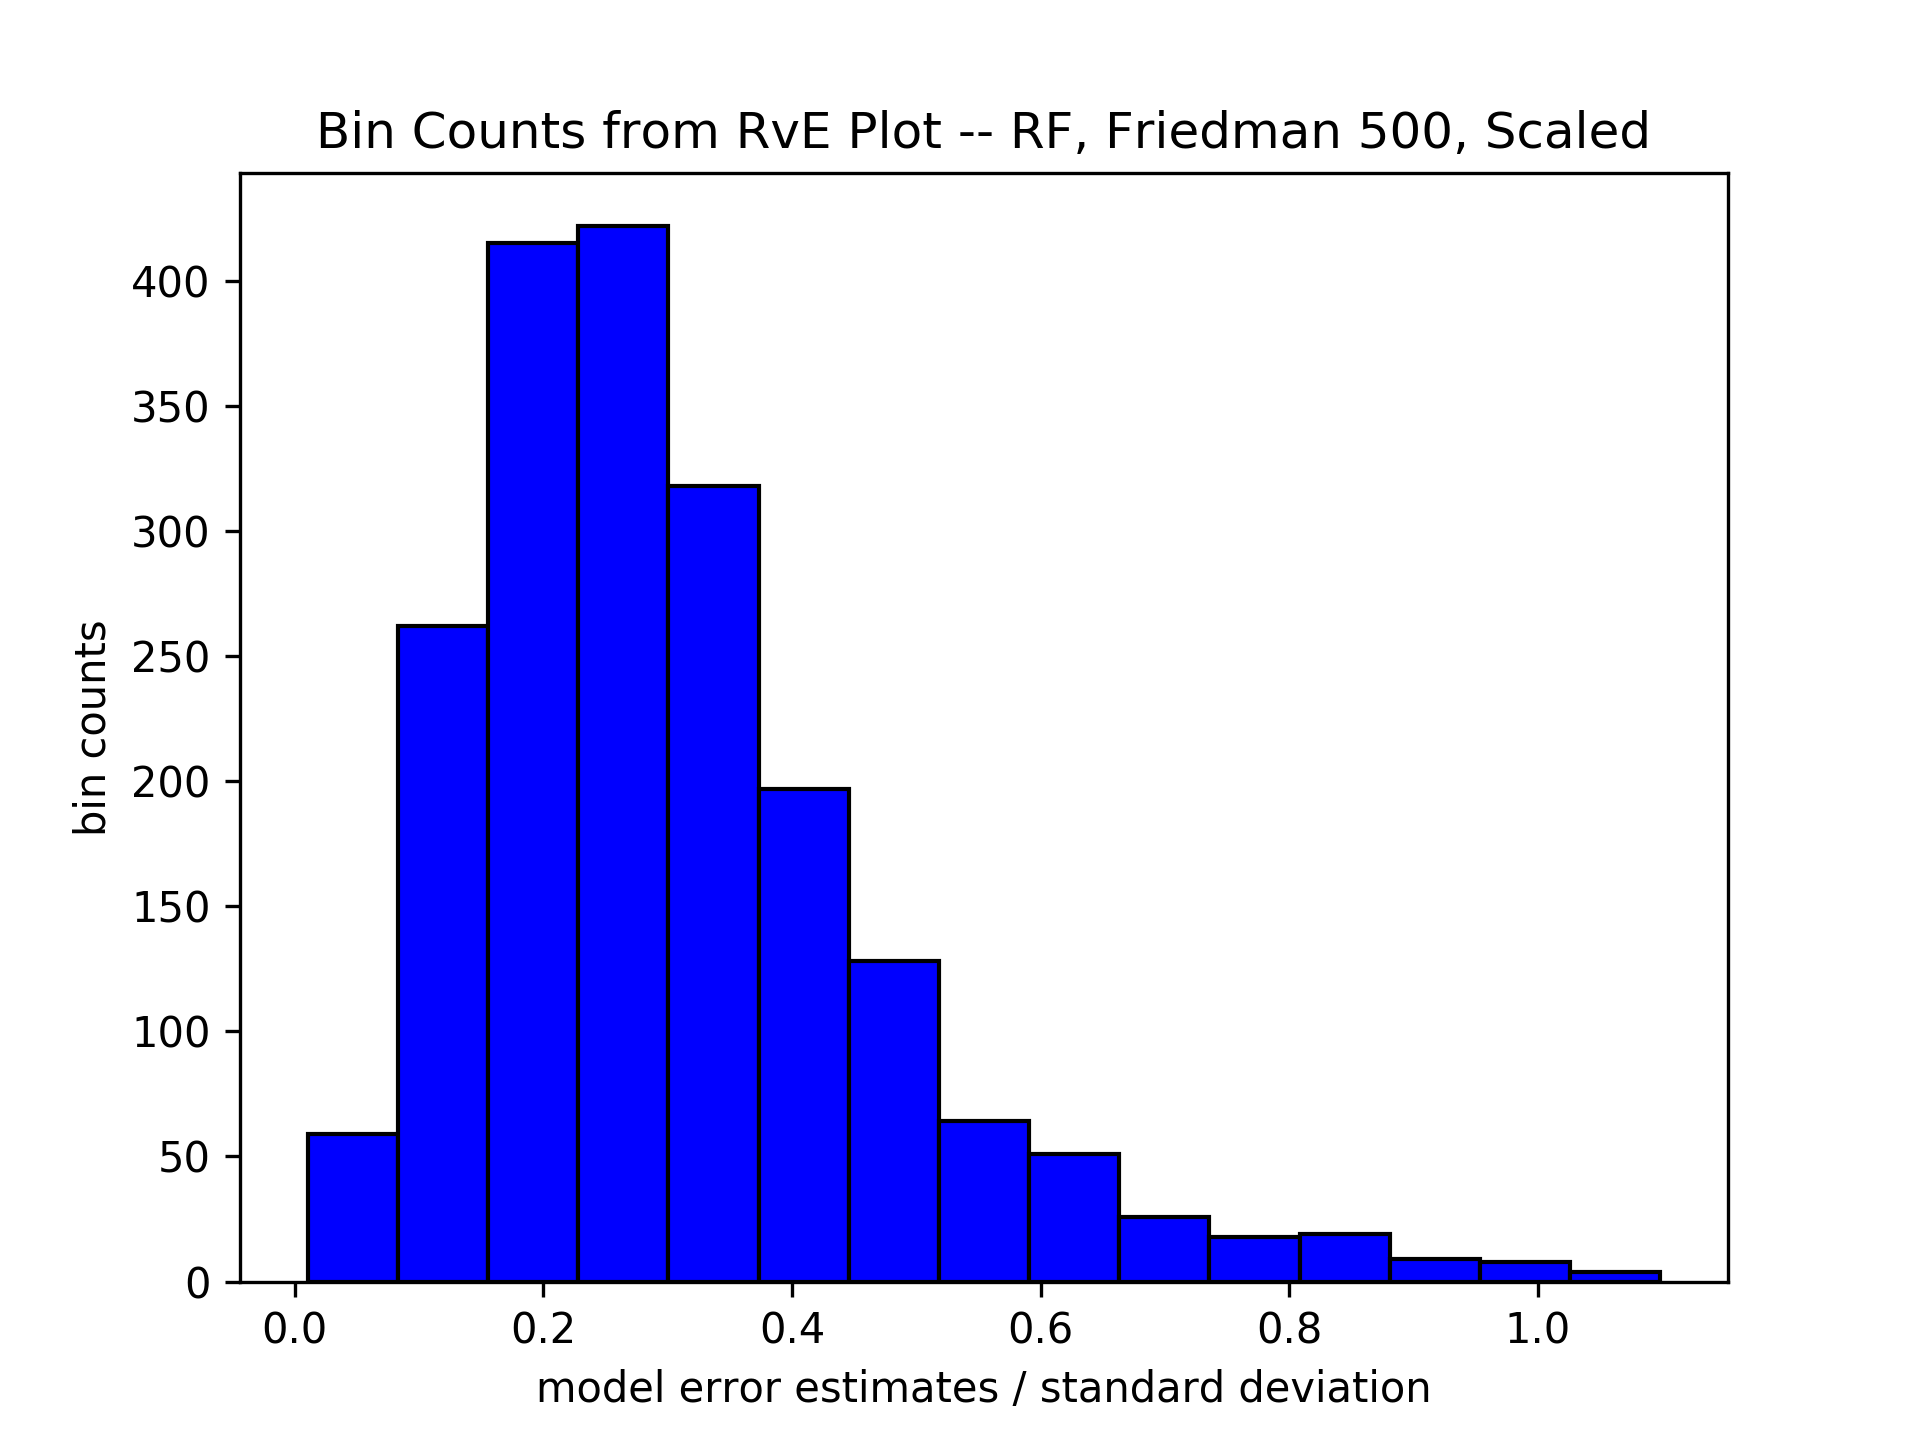 Bin Counts from RvE Plot -- RF, Friedman 500, Scaled
400
350
300
250
200
150
100
50
0
bin counts
0.0 0.2 0.4 0.6 0.8 1.0
model error estimates / standard deviation